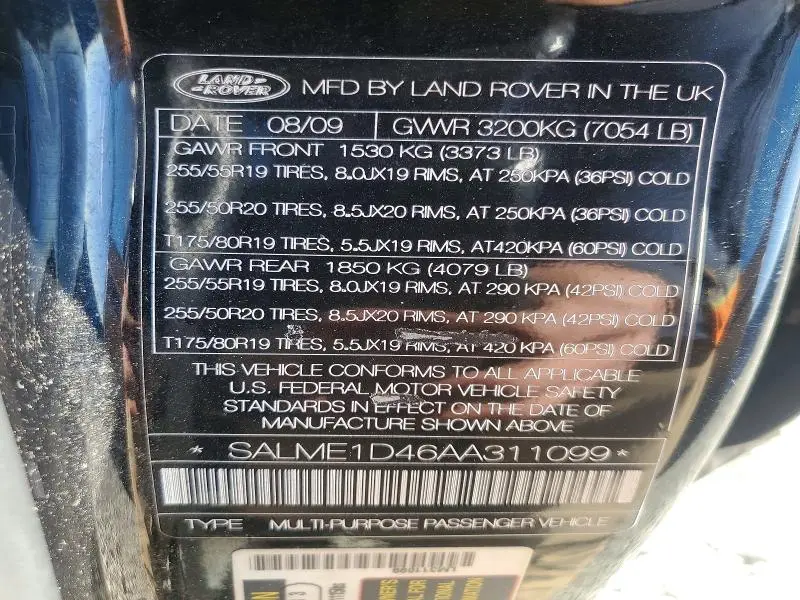 LAND ROVER
MFD BY LAND ROVER IN THE UK
DATE 08/09 GVWR 3200KG (7054 LB)
GAWR FRONT 1530 KG (3373 LB)
255/55R19 TIRES, 8.0JX19 RIMS, AT 250KPA (36PSI) COLD
255/50R20 TIRES, 8.5JX20 RIMS, AT 250KPA (36PSI) COLD
T175/80R19 TIRES, 5.5JX19 RIMS, AT420KPA (60PSI) COLD
GAWR REAR 1850 KG (4079 LB)
255/55R19 TIRES, 8.0JX19 RIMS, AT 290 KPA (42PSI) COLD
255/50R20 TIRES, 8.5JX20 RIMS, AT 290 KPA (42PSI) COLD
T175/80R19 TIRES, 5.5JX19 RIMS, AT 420 KPA (60PSI) COLD
THIS VEHICLE CONFORMS TO ALL APPLICABLE
U.S. FEDERAL MOTOR VEHICLE SAFETY
STANDARDS IN EFFECT ON THE DATE OF
MANUFACTURE SHOWN ABOVE
* SALME1D46AA311099 *
TYPE MULTI-PURPOSE PASSENGER VEHICLE